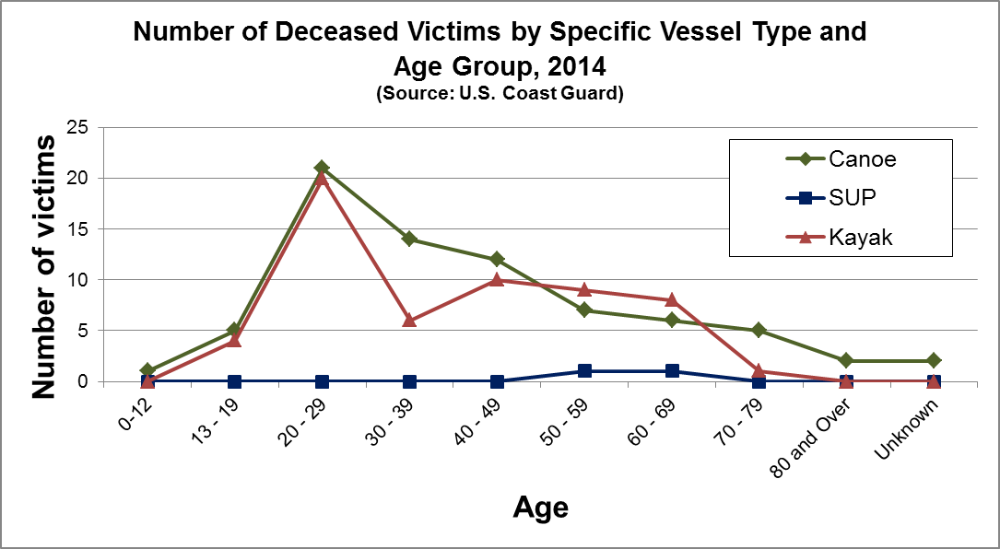 Number of Deceased Victims by Specific Vessel Type and
Age Group, 2014
(Source: U.S. Coast Guard)
Number of victims
25
20
15
10
5
0
Canoe
SUP
Kayak
0-12
13 - 19
20 - 29
30 - 39
40 - 49
50 - 59
60 - 69
70 - 79
80 and Over
Unknown
Age